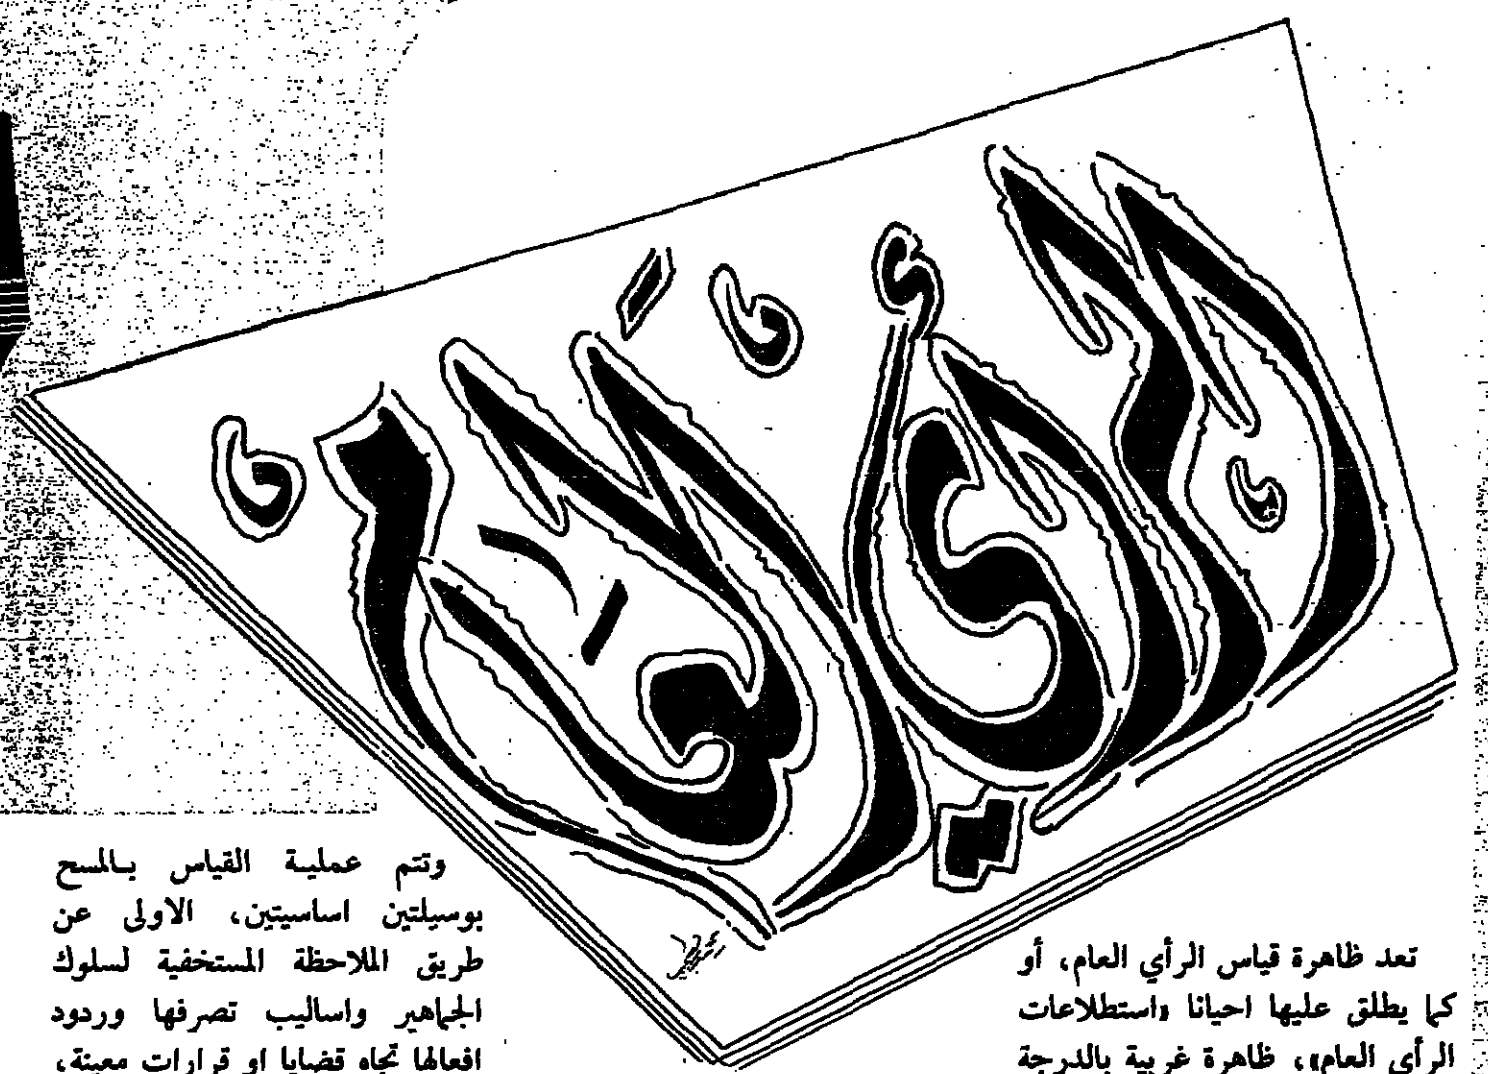 الرأي العام
تعد ظاهرة قياس الرأي العام، أو
كما يطلق عليها احيانا «استطلاعات
الرأي العام»، ظاهرة غربية بالدرجة
وتتم عملية القياس بالمسح
بوسيلتين اساسيتين، الاولى عن
طريق الملاحظة المستخفية لسلوك
الجماهير واساليب تصرفها وردود
افعالها تجاه قضايا او قرارات معينة،